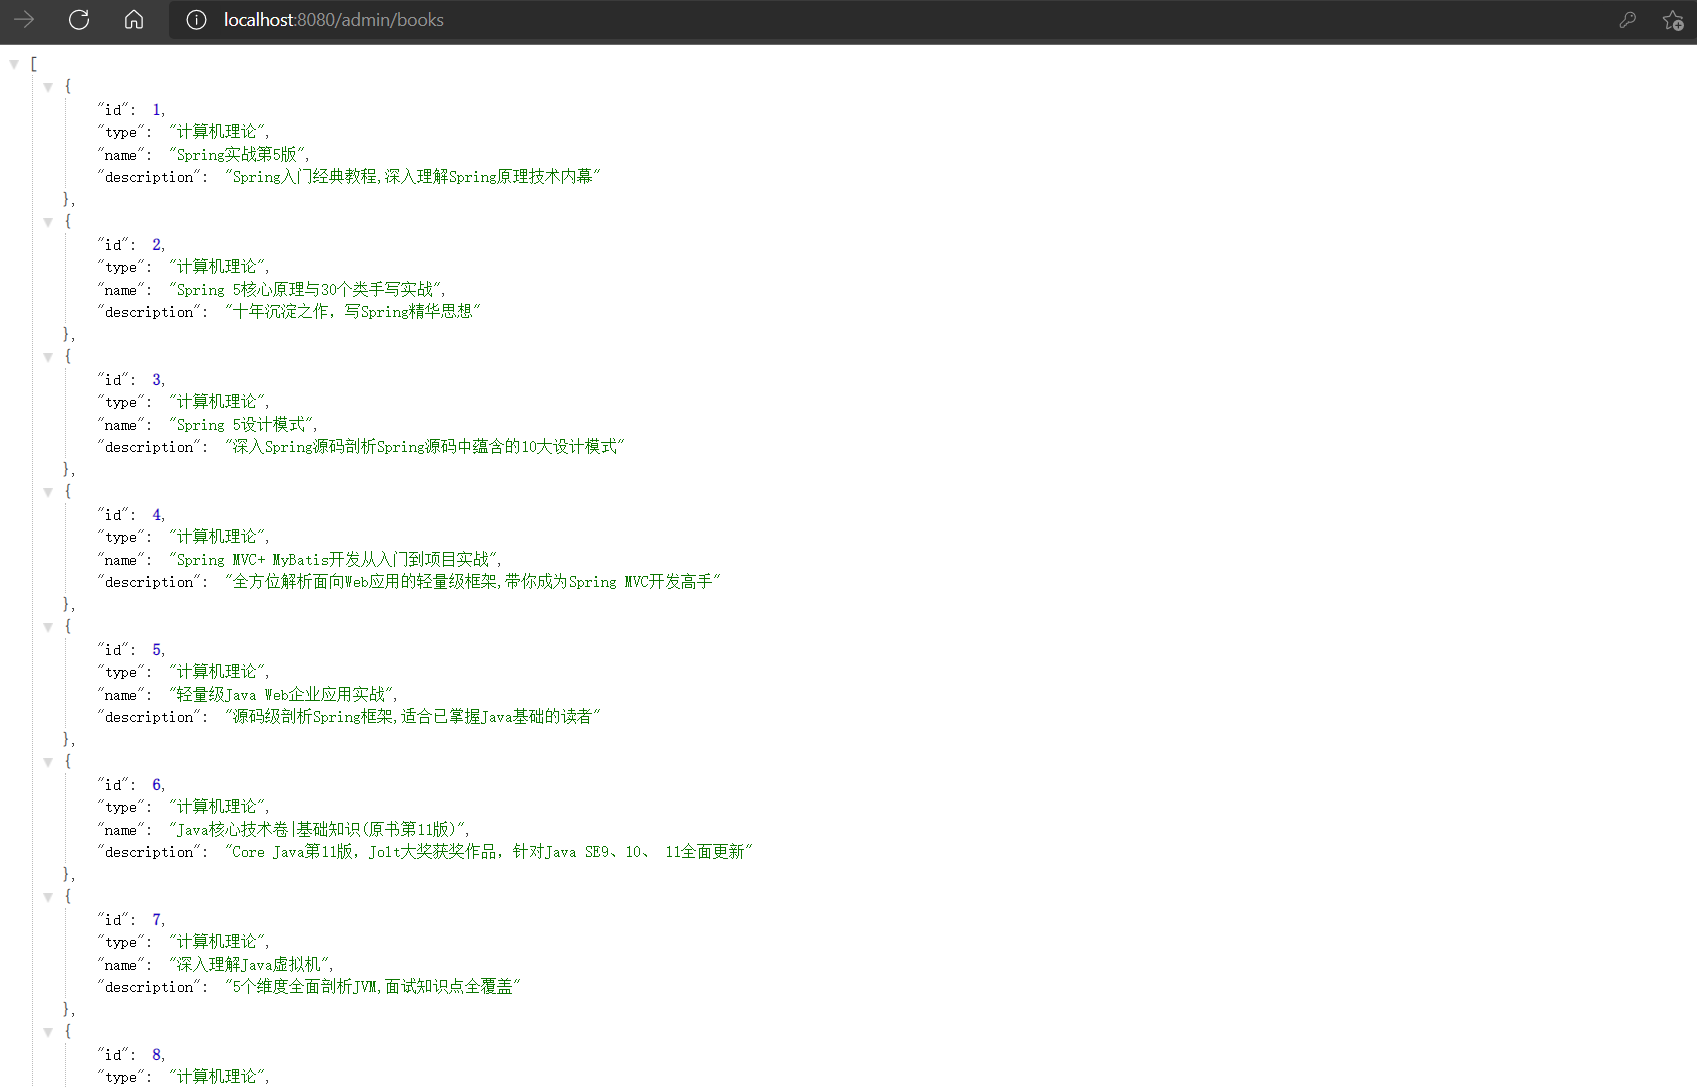 localhost:8080/admin/books
[
{
"id": 1,
"type": "计算机理论",
"name": "Spring实战第5版",
"description": "Spring入门经典教程,深入理解Spring原理技术内幕"
},
{
"id": 2,
"type": "计算机理论",
"name": "Spring 5核心原理与30个类手写实战",
"description": "十年沉淀之作，写Spring精华思想"
},
{
"id": 3,
"type": "计算机理论",
"name": "Spring 5设计模式",
"description": "深入Spring源码剖析Spring源码中蕴含的10大设计模式"
},
{
"id": 4,
"type": "计算机理论",
"name": "Spring MVC+ MyBatis开发从入门到项目实战",
"description": "全方位解析面向Web应用的轻量级框架,带你成为Spring MVC开发高手"
},
{
"id": 5,
"type": "计算机理论",
"name": "轻量级Java Web企业应用实战",
"description": "源码级剖析Spring框架,适合已掌握Java基础的读者"
},
{
"id": 6,
"type": "计算机理论",
"name": "Java核心技术卷|基础知识(原书第11版)",
"description": "Core Java第11版，Jolt大奖获奖作品，针对Java SE9、10、 11全面更新"
},
{
"id": 7,
"type": "计算机理论",
"name": "深入理解Java虚拟机",
"description": "5个维度全面剖析JVM,面试知识点全覆盖"
},
{
"id": 8,
"type": "计算机理论",